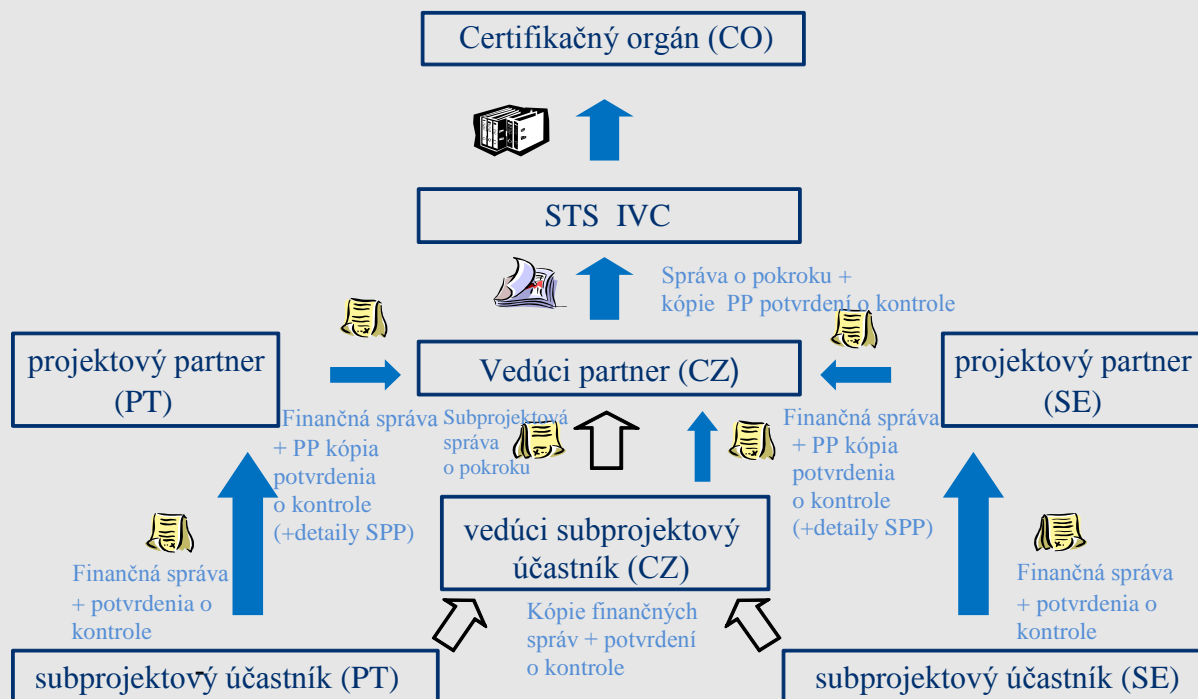 Certifikačný orgán (CO)
STS IVC
Správa o pokroku +
kópie PP potvrdení o kontrole
projektový partner
(PT)
Vedúci partner (CZ)
projektový partner
(SE)
Finančná správa
+ PP kópia
potvrdenia
o kontrole
(+detaily SPP)
Subprojektová
správa
o pokroku
Finančná správa
+ PP kópia
potvrdenia
o kontrole
(+detaily SPP)
vedúci subprojektový
účastník (CZ)
Finančná správa
+ potvrdenia o
kontrole
Kópie finančných
správ + potvrdení
o kontrole
Finančná správa
+ potvrdenia o
kontrole
subprojektový účastník (PT)
subprojektový účastník (SE)